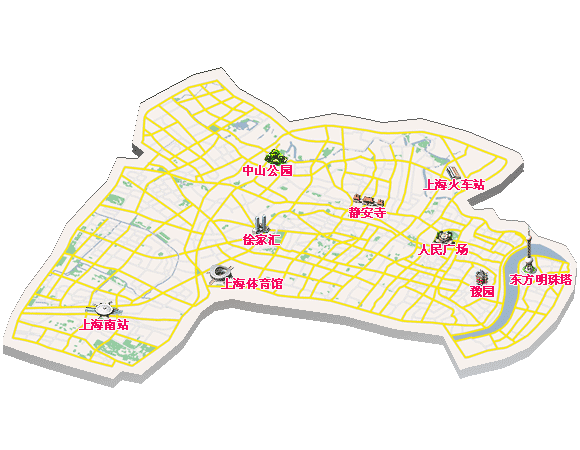 中山公园
上海火车站
静安寺
徐家汇
人民广场
上海体育馆
东方明珠塔
豫园
上海南站